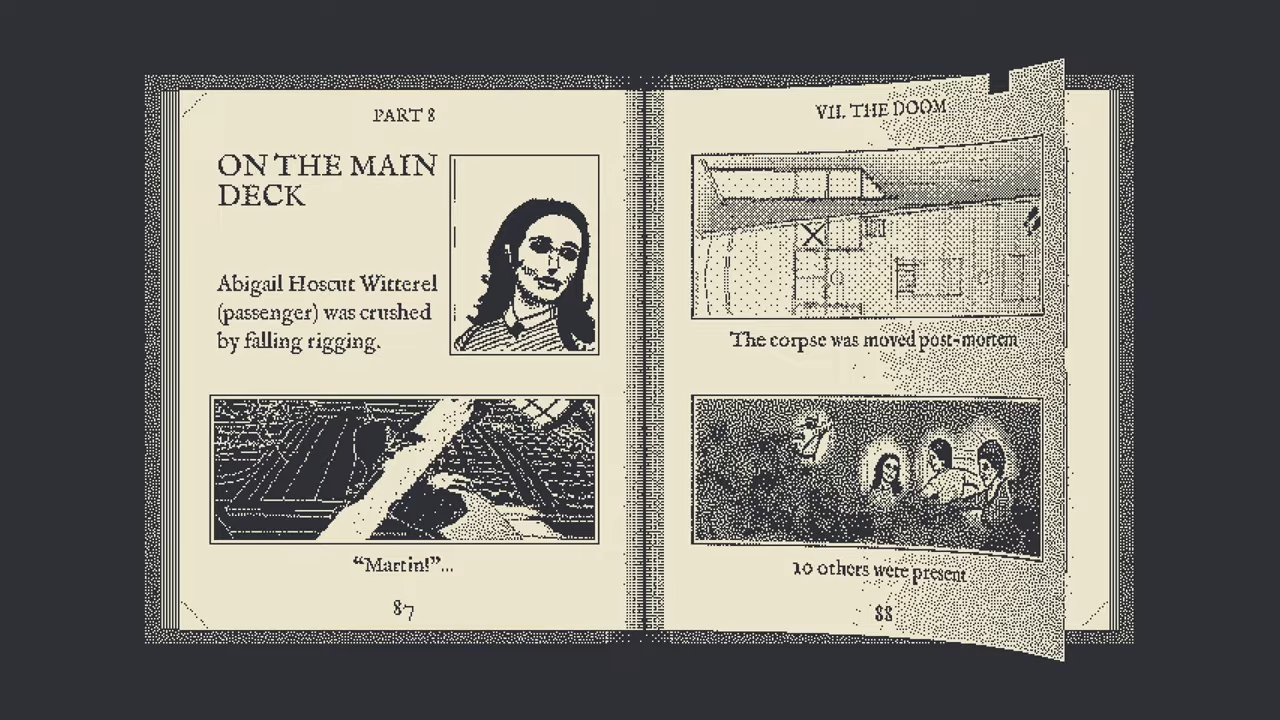 PART 8
ON THE MAIN
DECK
Abigail Hoscut Witterel
(passenger) was crushed
by falling rigging.
“Martin!”...
87
VII. THE DOOM
The corpse was moved post-mortem
10 others were present
88